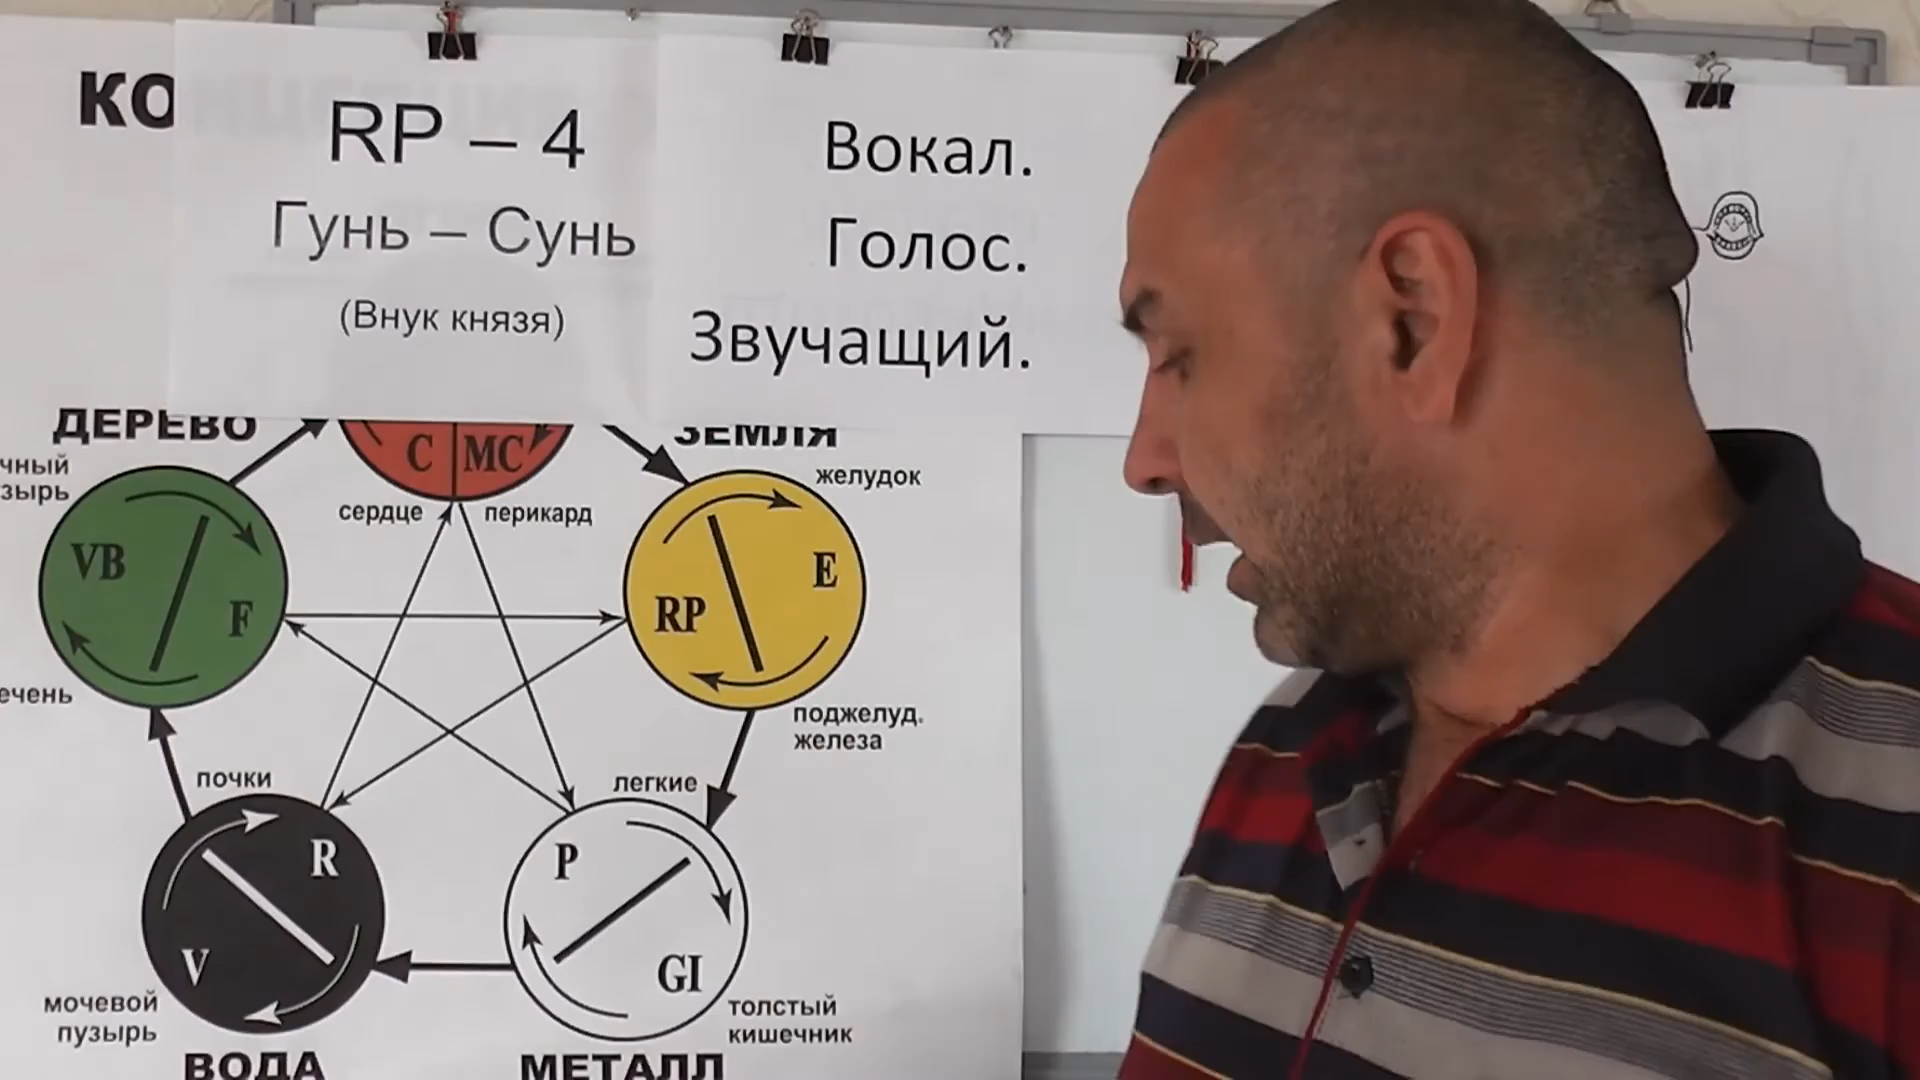 КО
RP – 4
Гунь – Сунь
(Внук князя)
Вокал.
Голос.
Звучащий.
ДЕРЕВО
ЗЕМЛЯ
C
MC
чный
зырь
желудок
сердце
перикард
VB
F
RP
E
ечень
поджелуд.
железа
почки
легкие
R
V
P
GI
мочевой
пузырь
толстый
кишечник
ВОДА
МЕТАЛЛ